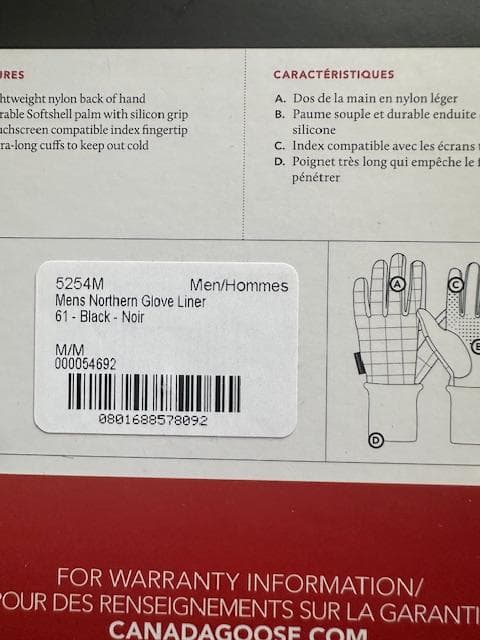 URES
htweight nylon back of hand
rable Softshell palm with silicon grip
uchscreen compatible index fingertip
ra-long cuffs to keep out cold
CARACTÉRISTIQUES
A. Dos de la main en nylon léger
B. Paume souple et durable enduite
silicone
C. Index compatible avec les écrans t
D. Poignet très long qui empêche le f
pénétrer
5254M Men/Hommes
Mens Northern Glove Liner
61 - Black - Noir
M/M
000054692
0801688578092
A
C
E
D
FOR WARRANTY INFORMATION/
POUR DES RENSEIGNEMENTS SUR LA GARANTI
CANADAGOOSE.COM